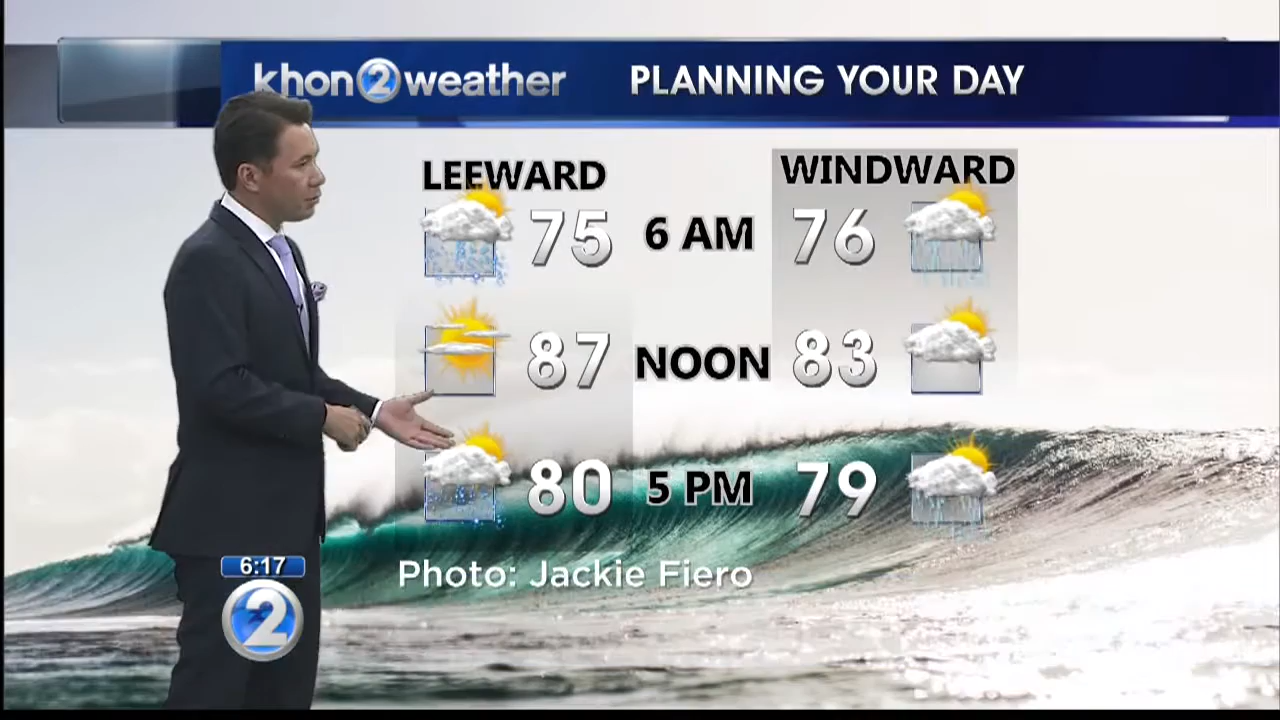 khon2weather PLANNING YOUR DAY
LEEWARD WINDWARD
75 6 AM 76
87 NOON 83
80 5 PM 79
Photo: Jackie Fiero
6:17
2